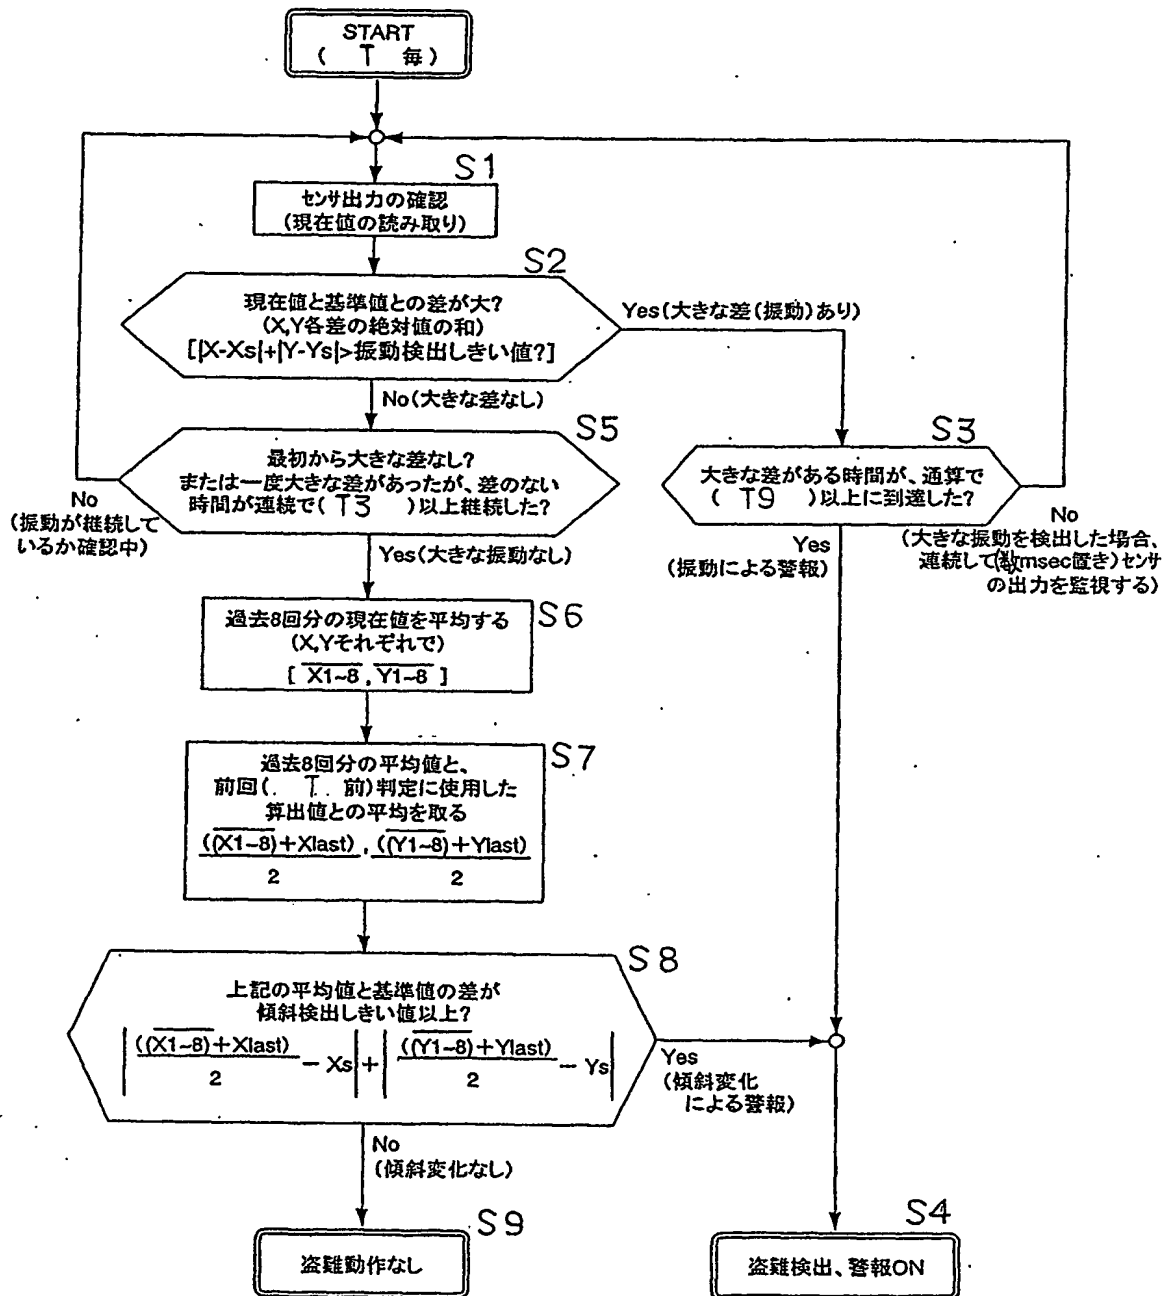 START
( T 毎)
S1
センサ出力の確認
(現在値の読み取り)
S2
現在値と基準値との差が大?
(X,Y各差の絶対値の和)
[|X-Xs|+|Y-Ys|>振動検出しきい値?]
Yes(大きな差(振動)あり)
No(大きな差なし)
S5
最初から大きな差なし?
または一度大きな差があったが、差のない
時間が連続で( T3 )以上継続した?
No
(振動が継続して
いるか確認中)
Yes(大きな振動なし)
S3
大きな差がある時間が、通算で
( T9 )以上に到達した?
Yes
(振動による警報)
No
(大きな振動を検出した場合、
連続して(数msec置き)センサ
の出力を監視する)
S6
過去8回分の現在値を平均する
(X,Yそれぞれで)
[ X1~8 , Y1~8 ]
S7
過去8回分の平均値と、
前回( T 前)判定に使用した
算出値との平均を取る
((X1~8)+Xlast) , ((Y1~8)+Ylast)
2 2
S8
上記の平均値と基準値の差が
傾斜検出しきい値以上?
|((X1~8)+Xlast)/2 - Xs|+|((Y1~8)+Ylast)/2 - Ys|
Yes
(傾斜変化
による警報)
No
(傾斜変化なし)
S9
盗難動作なし
S4
盗難検出、警報ON